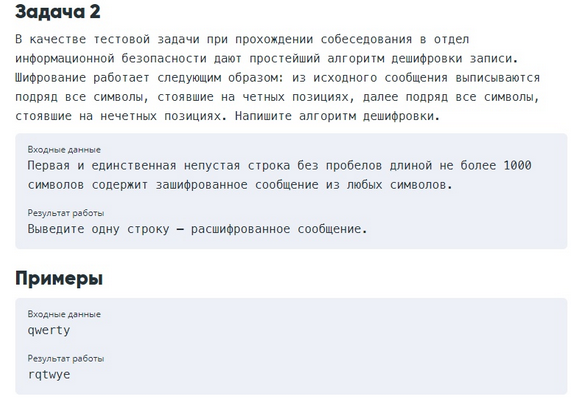 Задача 2
В качестве тестовой задачи при прохождении собеседования в отдел
информационной безопасности дают простейший алгоритм дешифровки записи.
Шифрование работает следующим образом: из исходного сообщения выписываются
подряд все символы, стоявшие на четных позициях, далее подряд все символы,
стоявшие на нечетных позициях. Напишите алгоритм дешифровки.
Входные данные
Первая и единственная непустая строка без пробелов длиной не более 1000
символов содержит зашифрованное сообщение из любых символов.
Результат работы
Выведите одну строку — расшифрованное сообщение.
Примеры
Входные данные
qwerty
Результат работы
rqtwye